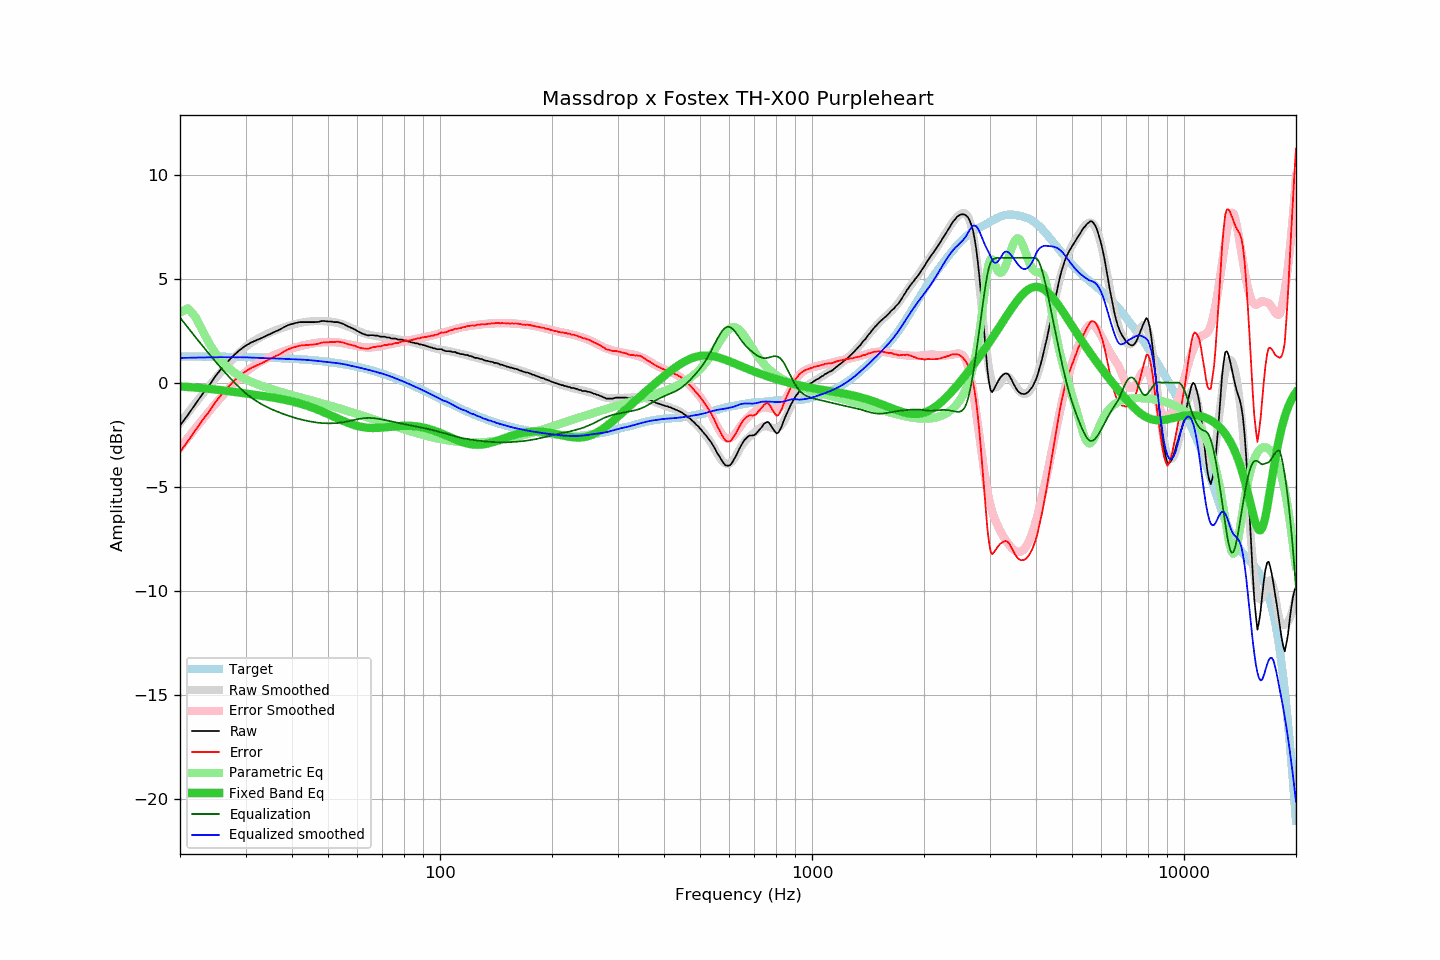 Massdrop x Fostex TH-X00 Purpleheart
10
5
0
−5
−10
−15
−20
Amplitude (dBr)
Target
Raw Smoothed
Error Smoothed
Raw
Error
Parametric Eq
Fixed Band Eq
Equalization
Equalized smoothed
100
1000
10000
Frequency (Hz)